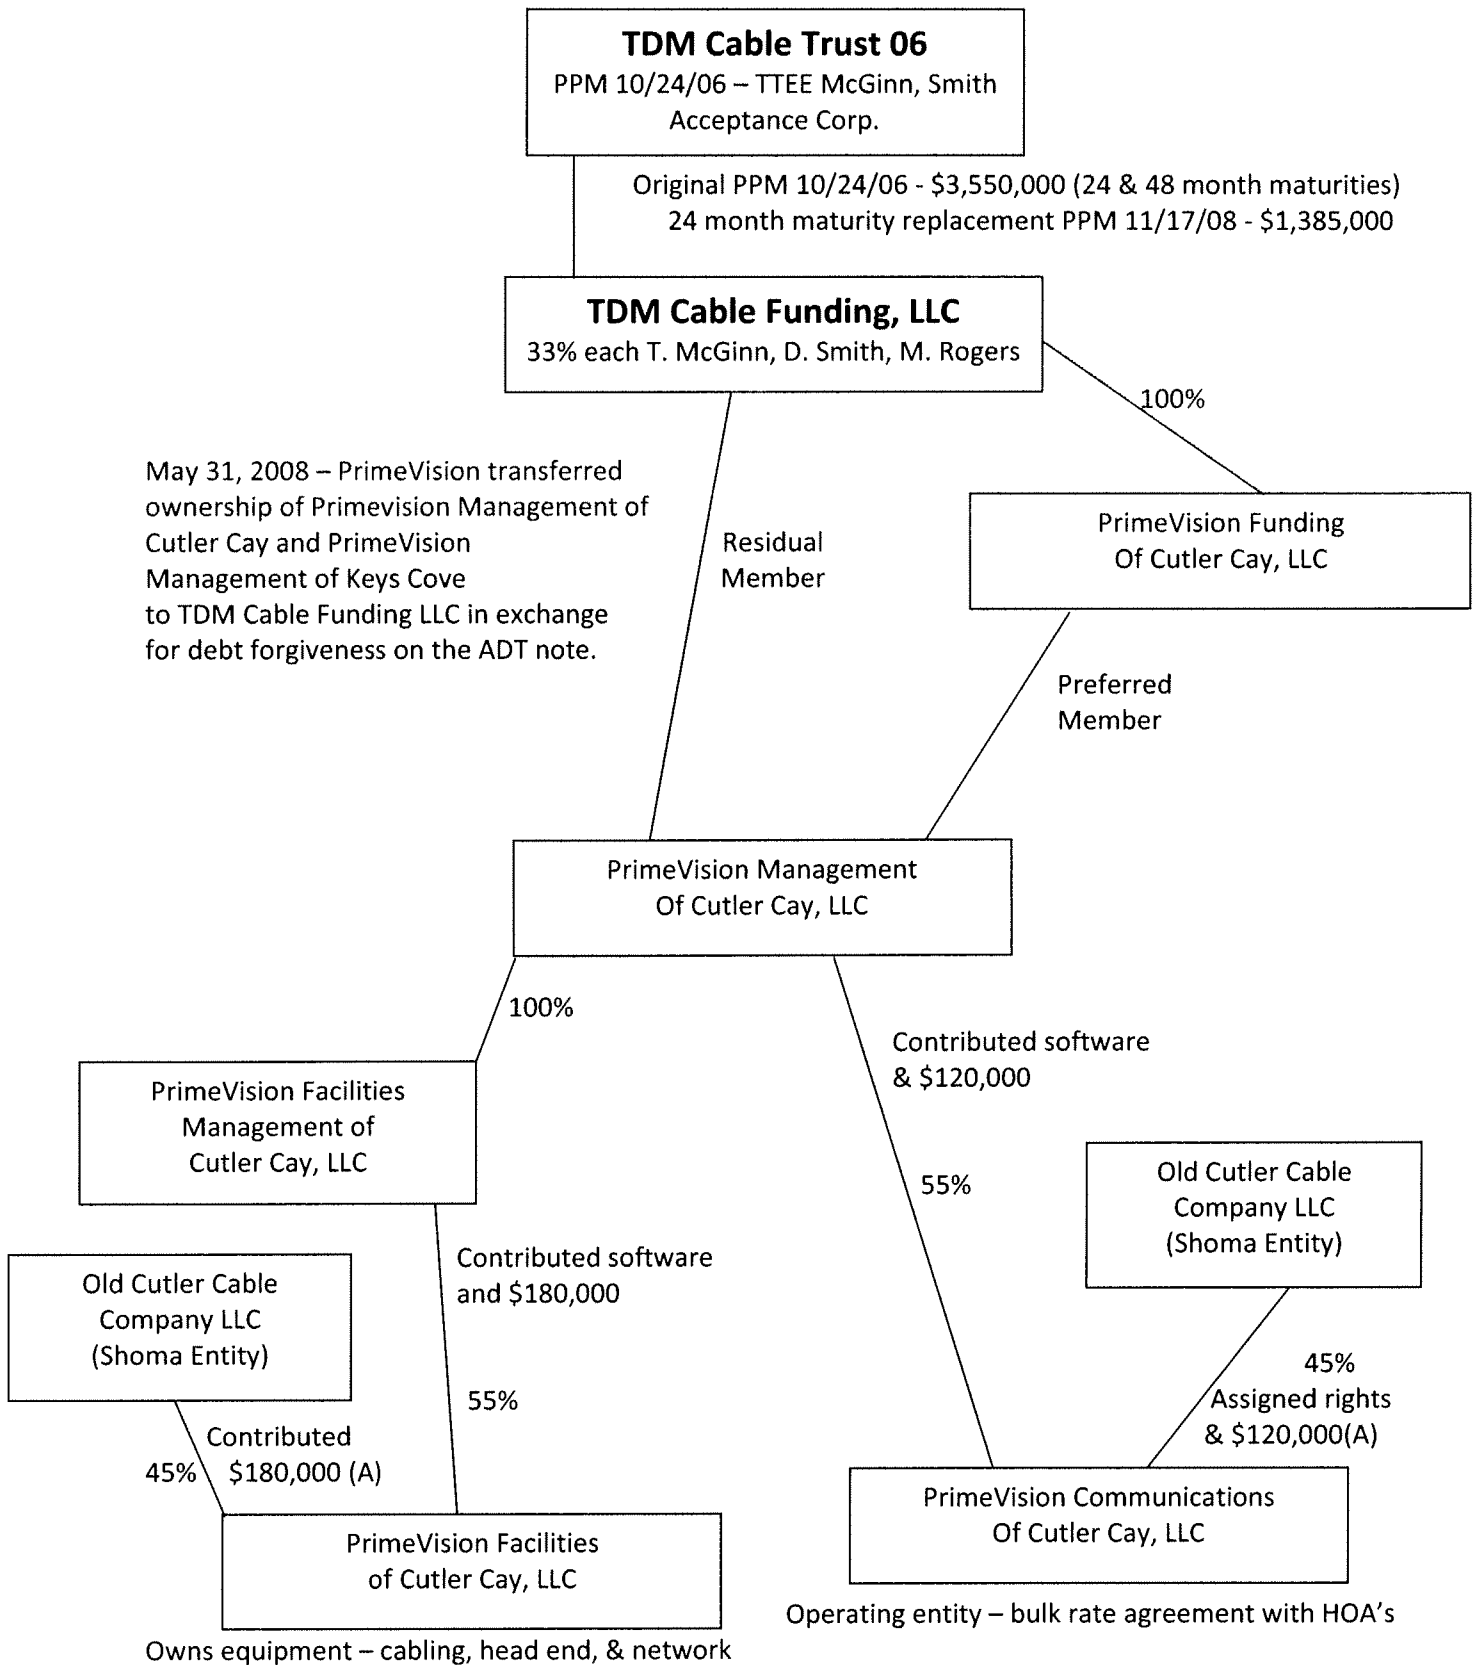 TDM Cable Trust 06
PPM 10/24/06 – TTEE McGinn, Smith
Acceptance Corp.
Original PPM 10/24/06 - $3,550,000 (24 & 48 month maturities)
24 month maturity replacement PPM 11/17/08 - $1,385,000
TDM Cable Funding, LLC
33% each T. McGinn, D. Smith, M. Rogers
100%
May 31, 2008 – PrimeVision transferred
ownership of Primevision Management of
Cutler Cay and PrimeVision
Management of Keys Cove
to TDM Cable Funding LLC in exchange
for debt forgiveness on the ADT note.
Residual
Member
PrimeVision Funding
Of Cutler Cay, LLC
Preferred
Member
PrimeVision Management
Of Cutler Cay, LLC
100%
Contributed software
& $120,000
PrimeVision Facilities
Management of
Cutler Cay, LLC
55%
Old Cutler Cable
Company LLC
(Shoma Entity)
Old Cutler Cable
Company LLC
(Shoma Entity)
Contributed software
and $180,000
55%
45%
Assigned rights
& $120,000(A)
Contributed
45% $180,000 (A)
PrimeVision Communications
Of Cutler Cay, LLC
PrimeVision Facilities
of Cutler Cay, LLC
Operating entity – bulk rate agreement with HOA's
Owns equipment – cabling, head end, & network